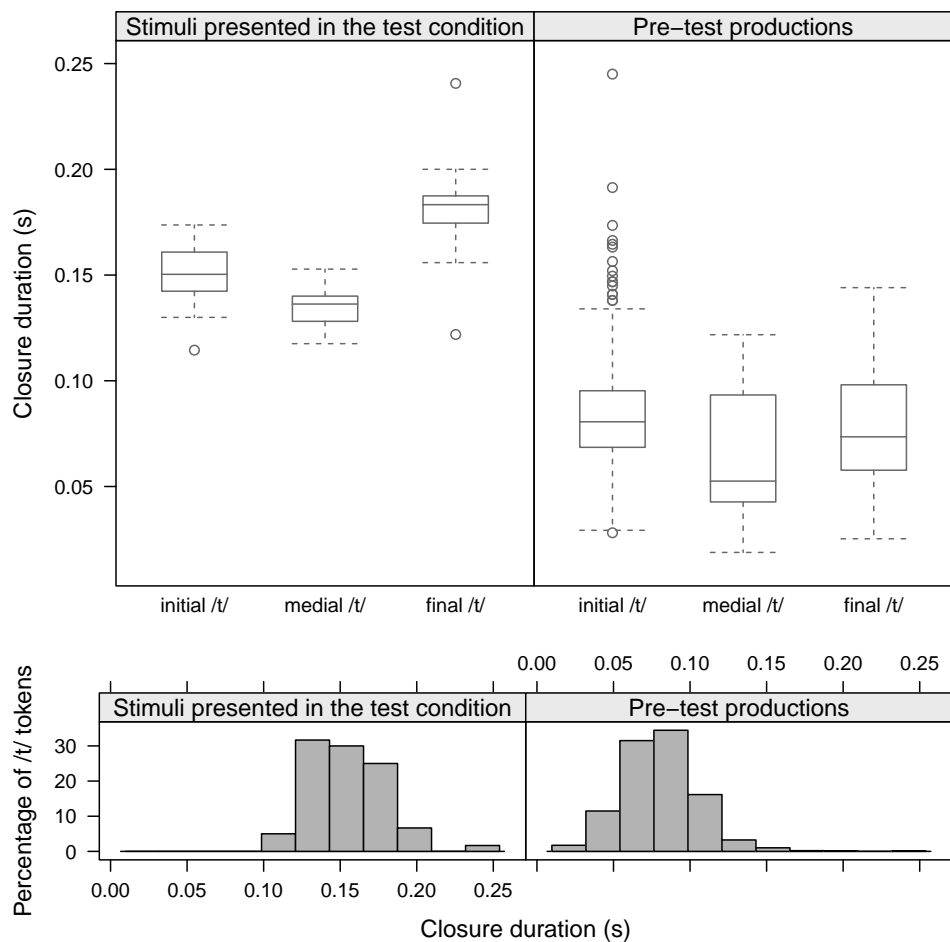 Stimuli presented in the test condition
Pre−test productions
Closure duration (s)
0.25
0.20
0.15
0.10
0.05
initial /t/ medial /t/ final /t/ initial /t/ medial /t/ final /t/
0.00 0.05 0.10 0.15 0.20 0.25
Stimuli presented in the test condition
Pre−test productions
Percentage of /t/ tokens
30
20
10
0
0.00 0.05 0.10 0.15 0.20 0.25
Closure duration (s)